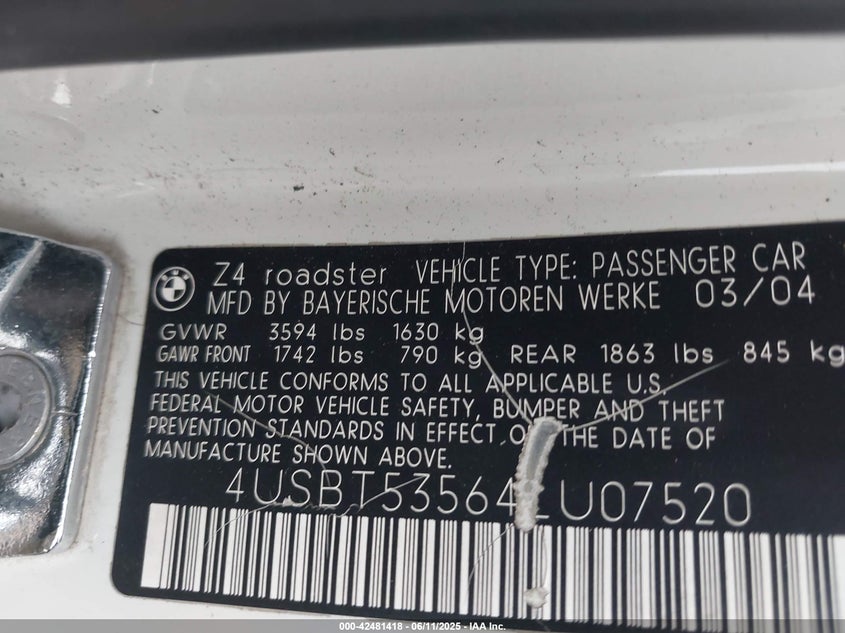 Z4 roadster VEHICLE TYPE: PASSENGER CAR
MFD BY BAYERISCHE MOTOREN WERKE 03/04
GVWR 3594 lbs 1630 kg
GAWR FRONT 1742 lbs 790 kg REAR 1863 lbs 845 kg
THIS VEHICLE CONFORMS TO ALL APPLICABLE U.S.
FEDERAL MOTOR VEHICLE SAFETY, BUMPER AND THEFT
PREVENTION STANDARDS IN EFFECT ON THE DATE OF
MANUFACTURE SHOWN ABOVE.
4USBT53564LU07520
000-42481418 - 06/11/2025 - IAA Inc.